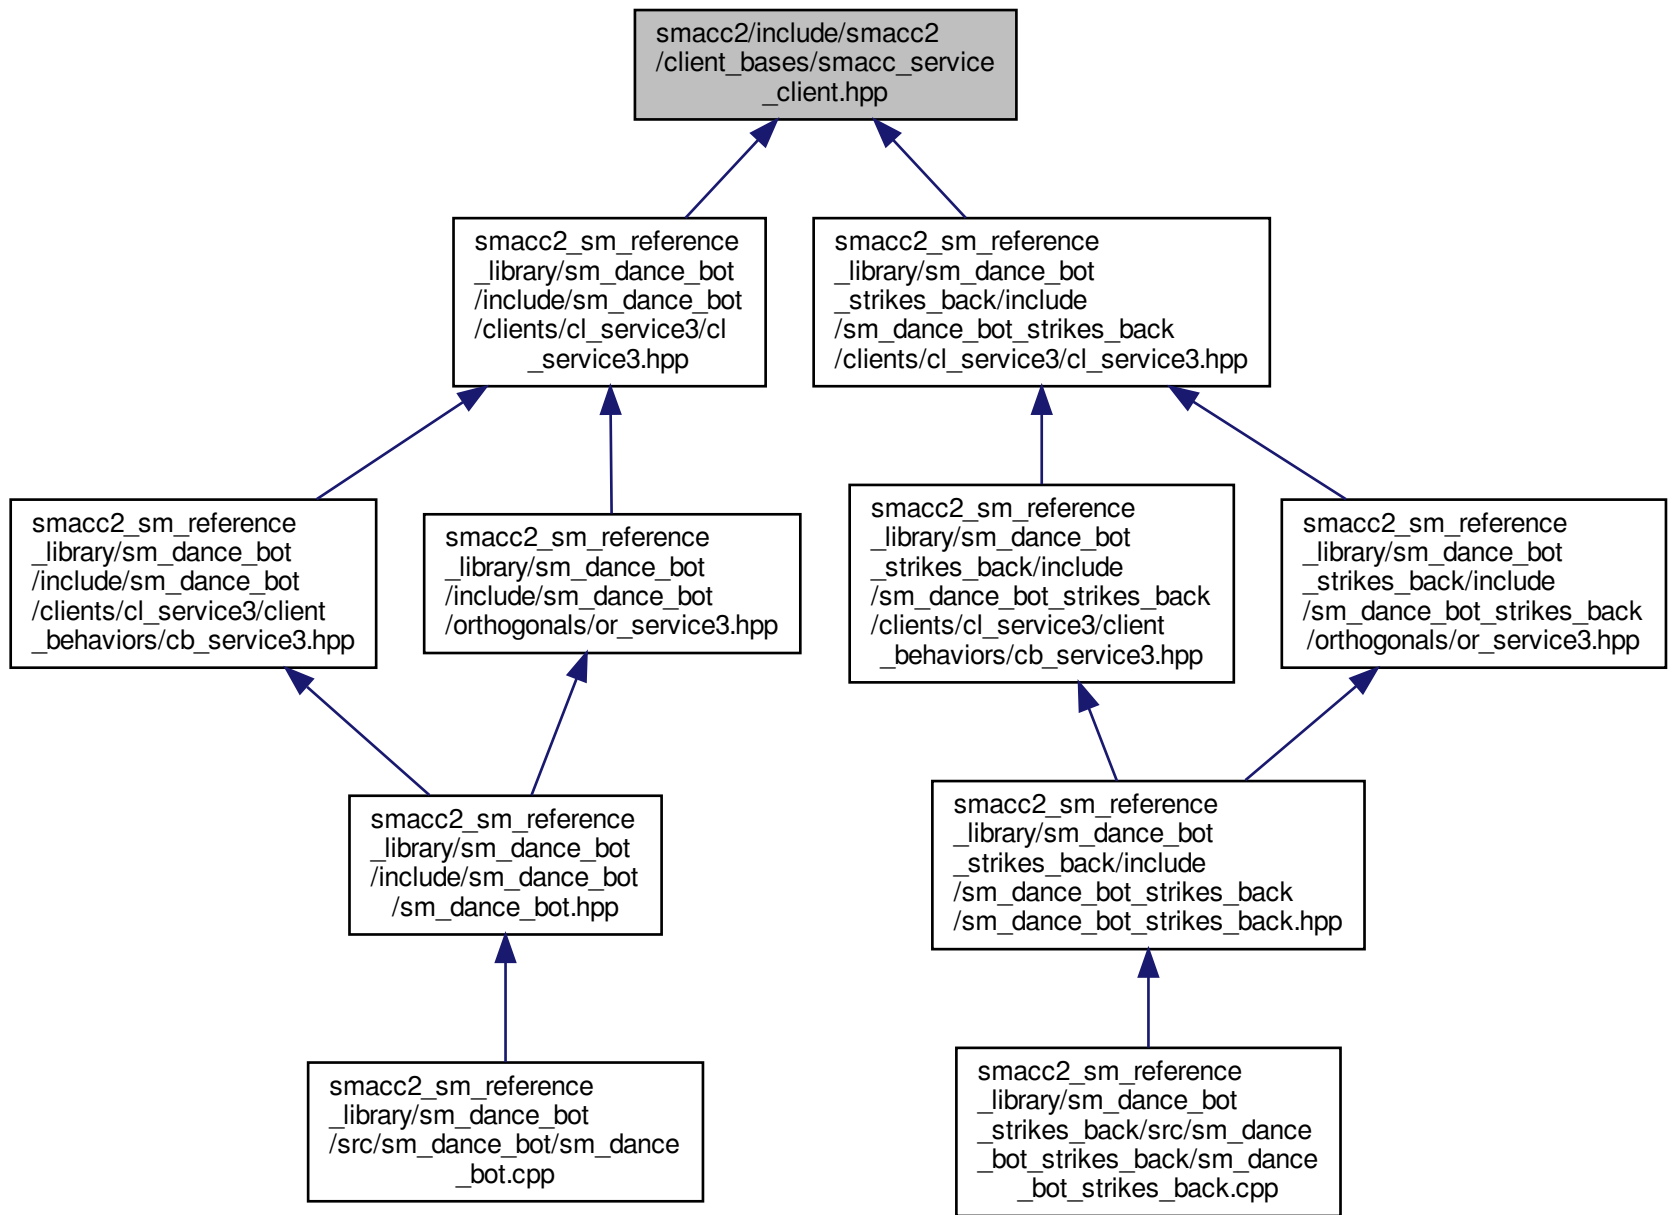 smacc2/include/smacc2
/client_bases/smacc_service
_client.hpp
smacc2_sm_reference
_library/sm_dance_bot
/include/sm_dance_bot
/clients/cl_service3/cl
_service3.hpp
smacc2_sm_reference
_library/sm_dance_bot
_strikes_back/include
/sm_dance_bot_strikes_back
/clients/cl_service3/cl_service3.hpp
smacc2_sm_reference
_library/sm_dance_bot
/include/sm_dance_bot
/clients/cl_service3/client
_behaviors/cb_service3.hpp
smacc2_sm_reference
_library/sm_dance_bot
/include/sm_dance_bot
/orthogonals/or_service3.hpp
smacc2_sm_reference
_library/sm_dance_bot
_strikes_back/include
/sm_dance_bot_strikes_back
/clients/cl_service3/client
_behaviors/cb_service3.hpp
smacc2_sm_reference
_library/sm_dance_bot
_strikes_back/include
/sm_dance_bot_strikes_back
/orthogonals/or_service3.hpp
smacc2_sm_reference
_library/sm_dance_bot
/include/sm_dance_bot
/sm_dance_bot.hpp
smacc2_sm_reference
_library/sm_dance_bot
_strikes_back/include
/sm_dance_bot_strikes_back
/sm_dance_bot_strikes_back.hpp
smacc2_sm_reference
_library/sm_dance_bot
/src/sm_dance_bot/sm_dance
_bot.cpp
smacc2_sm_reference
_library/sm_dance_bot
_strikes_back/src/sm_dance
_bot_strikes_back/sm_dance
_bot_strikes_back.cpp